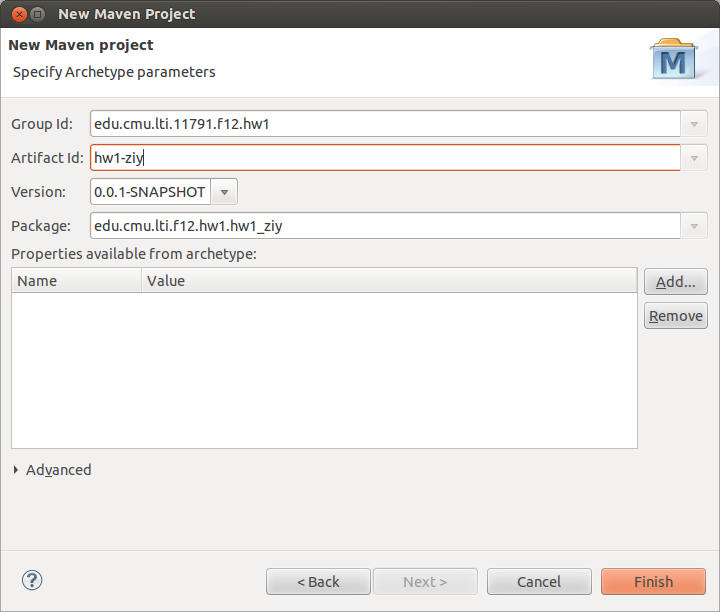 New Maven Project
New Maven project
Specify Archetype parameters
M
Group Id: edu.cmu.lti.11791.f12.hw1
Artifact Id: hw1-ziy
Version: 0.0.1-SNAPSHOT
Package: edu.cmu.lti.f12.hw1.hw1_ziy
Properties available from archetype:
Name Value
Add...
Remove
Advanced
? < Back Next > Cancel Finish